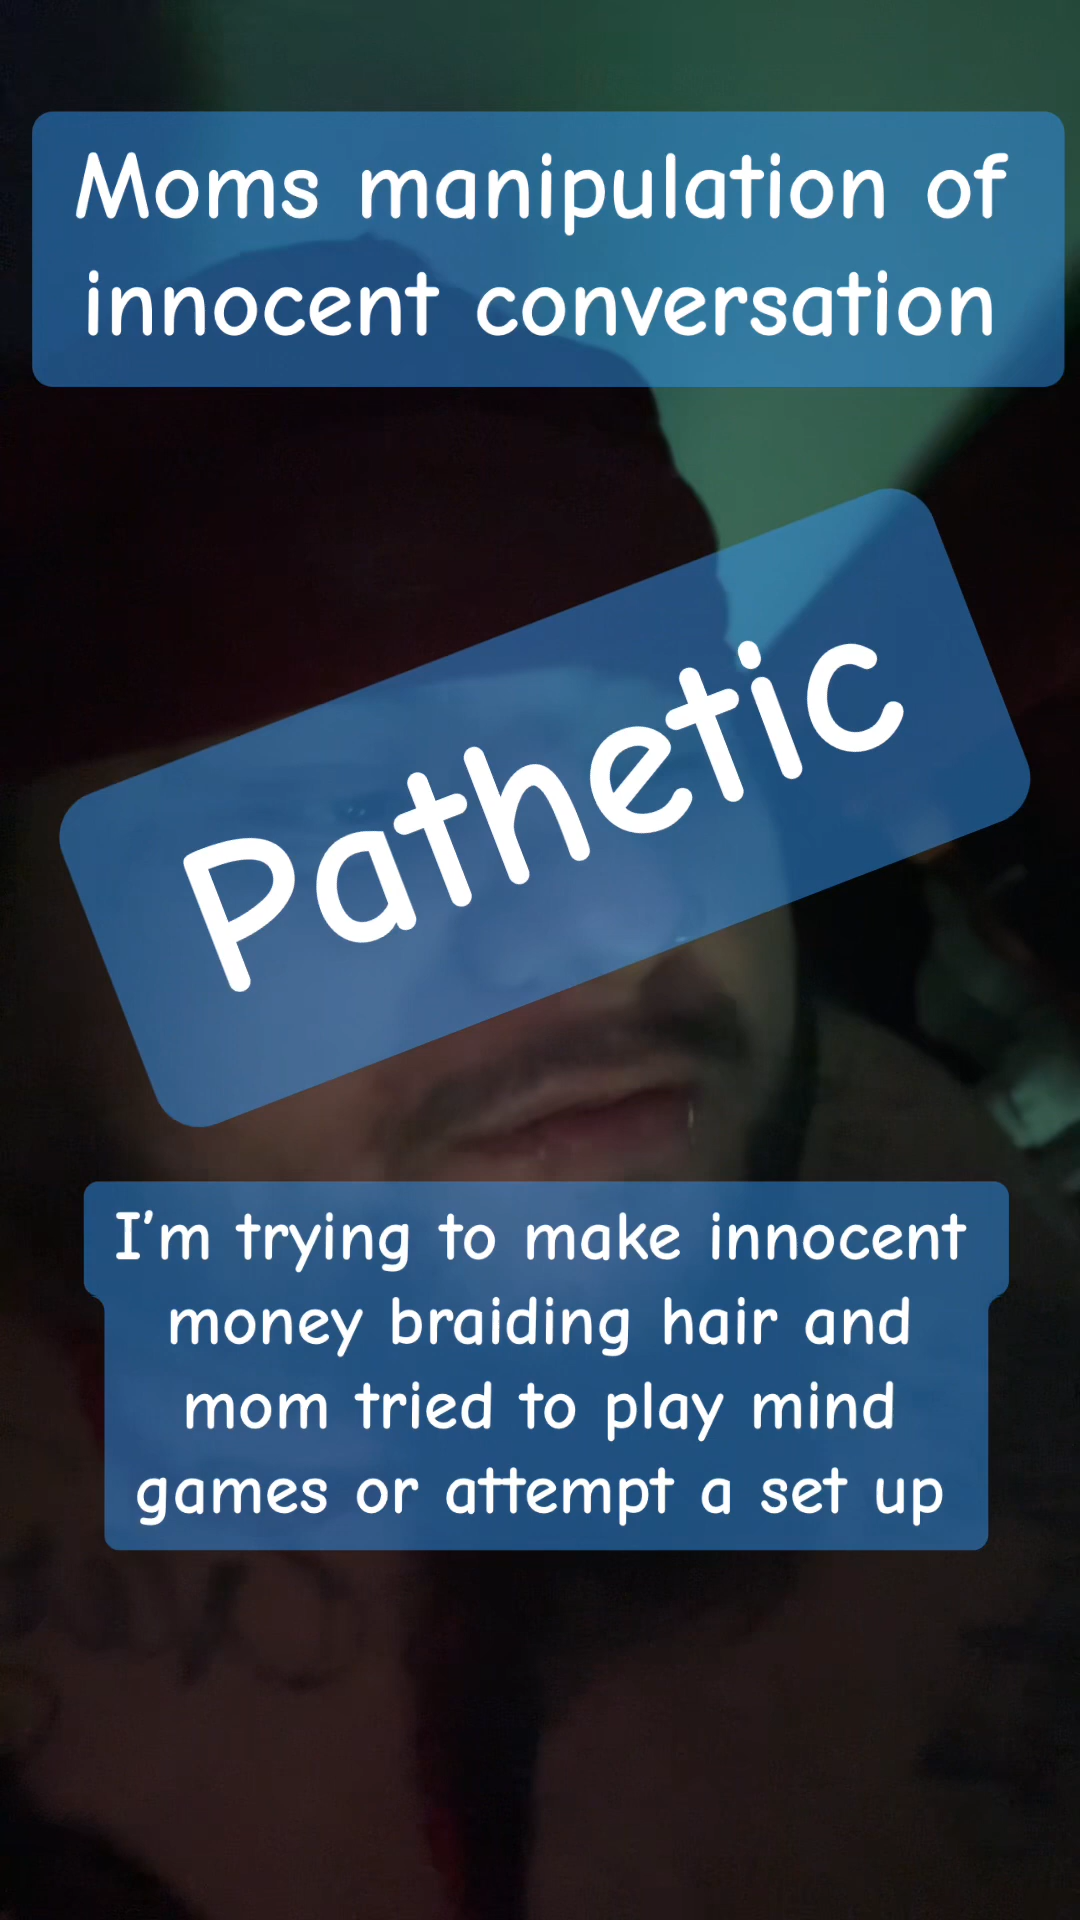 Moms manipulation of
innocent conversation
Pathetic
I'm trying to make innocent
money braiding hair and
mom tried to play mind
games or attempt a set up